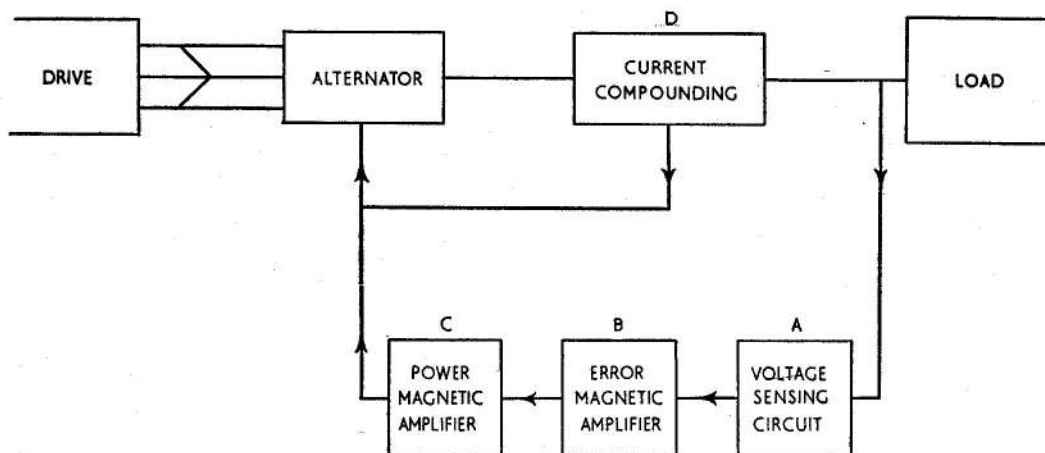 D
DRIVE
ALTERNATOR
CURRENT
COMPOUNDING
LOAD
C
B
A
POWER
MAGNETIC
AMPLIFIER
ERROR
MAGNETIC
AMPLIFIER
VOLTAGE
SENSING
CIRCUIT